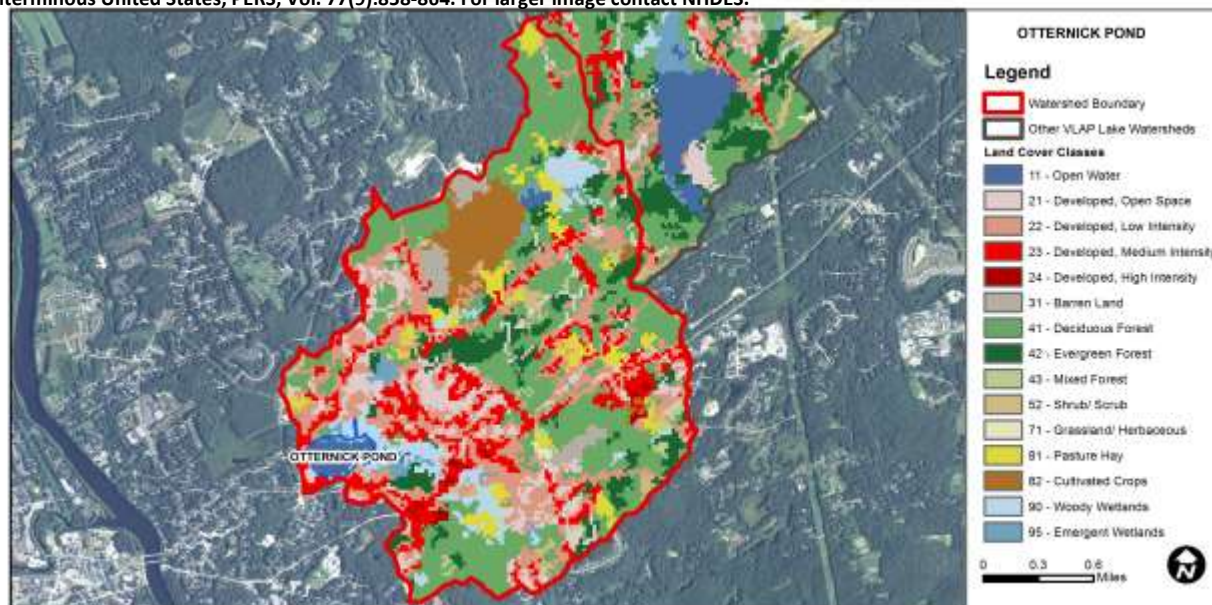 nterminous United States, PERS, Vol. 77(9):858-864. For larger image contact NHDES.
OTTERNICK POND
Legend
Watershed Boundary
Other VLAP Lake Watersheds
Land Cover Classes
11 - Open Water
21 - Developed, Open Space
22 - Developed, Low Intensity
23 - Developed, Medium Intensity
24 - Developed, High Intensity
31 - Barren Land
41 - Deciduous Forest
42 - Evergreen Forest
43 - Mixed Forest
52 - Shrub/ Scrub
71 - Grassland/ Herbaceous
81 - Pasture Hay
82 - Cultivated Crops
90 - Woody Wetlands
95 - Emergent Wetlands
0 0.3 0.6
Miles
N
OTTERNICK POND